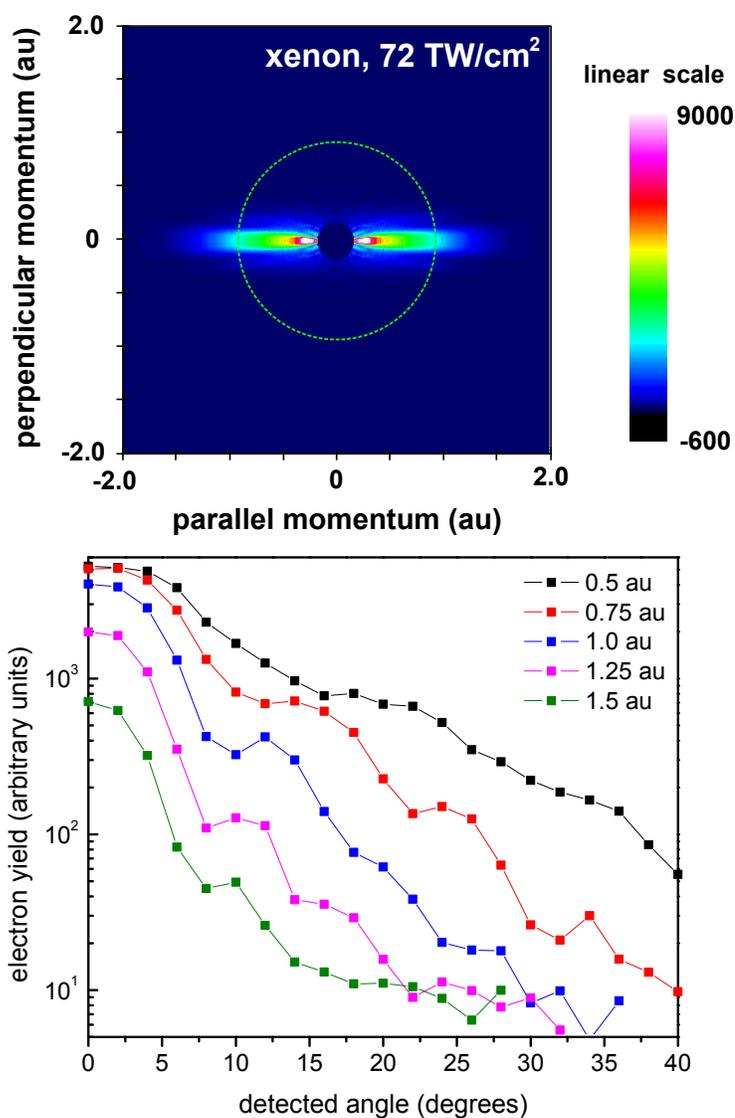 2.0
xenon, 72 TW/cm²
linear scale
9000
perpendicular momentum (au)
0
-600
-2.0
-2.0 0 2.0
parallel momentum (au)
0.5 au
0.75 au
1.0 au
1.25 au
1.5 au
10³
10²
10¹
electron yield (arbitrary units)
0 5 10 15 20 25 30 35 40
detected angle (degrees)